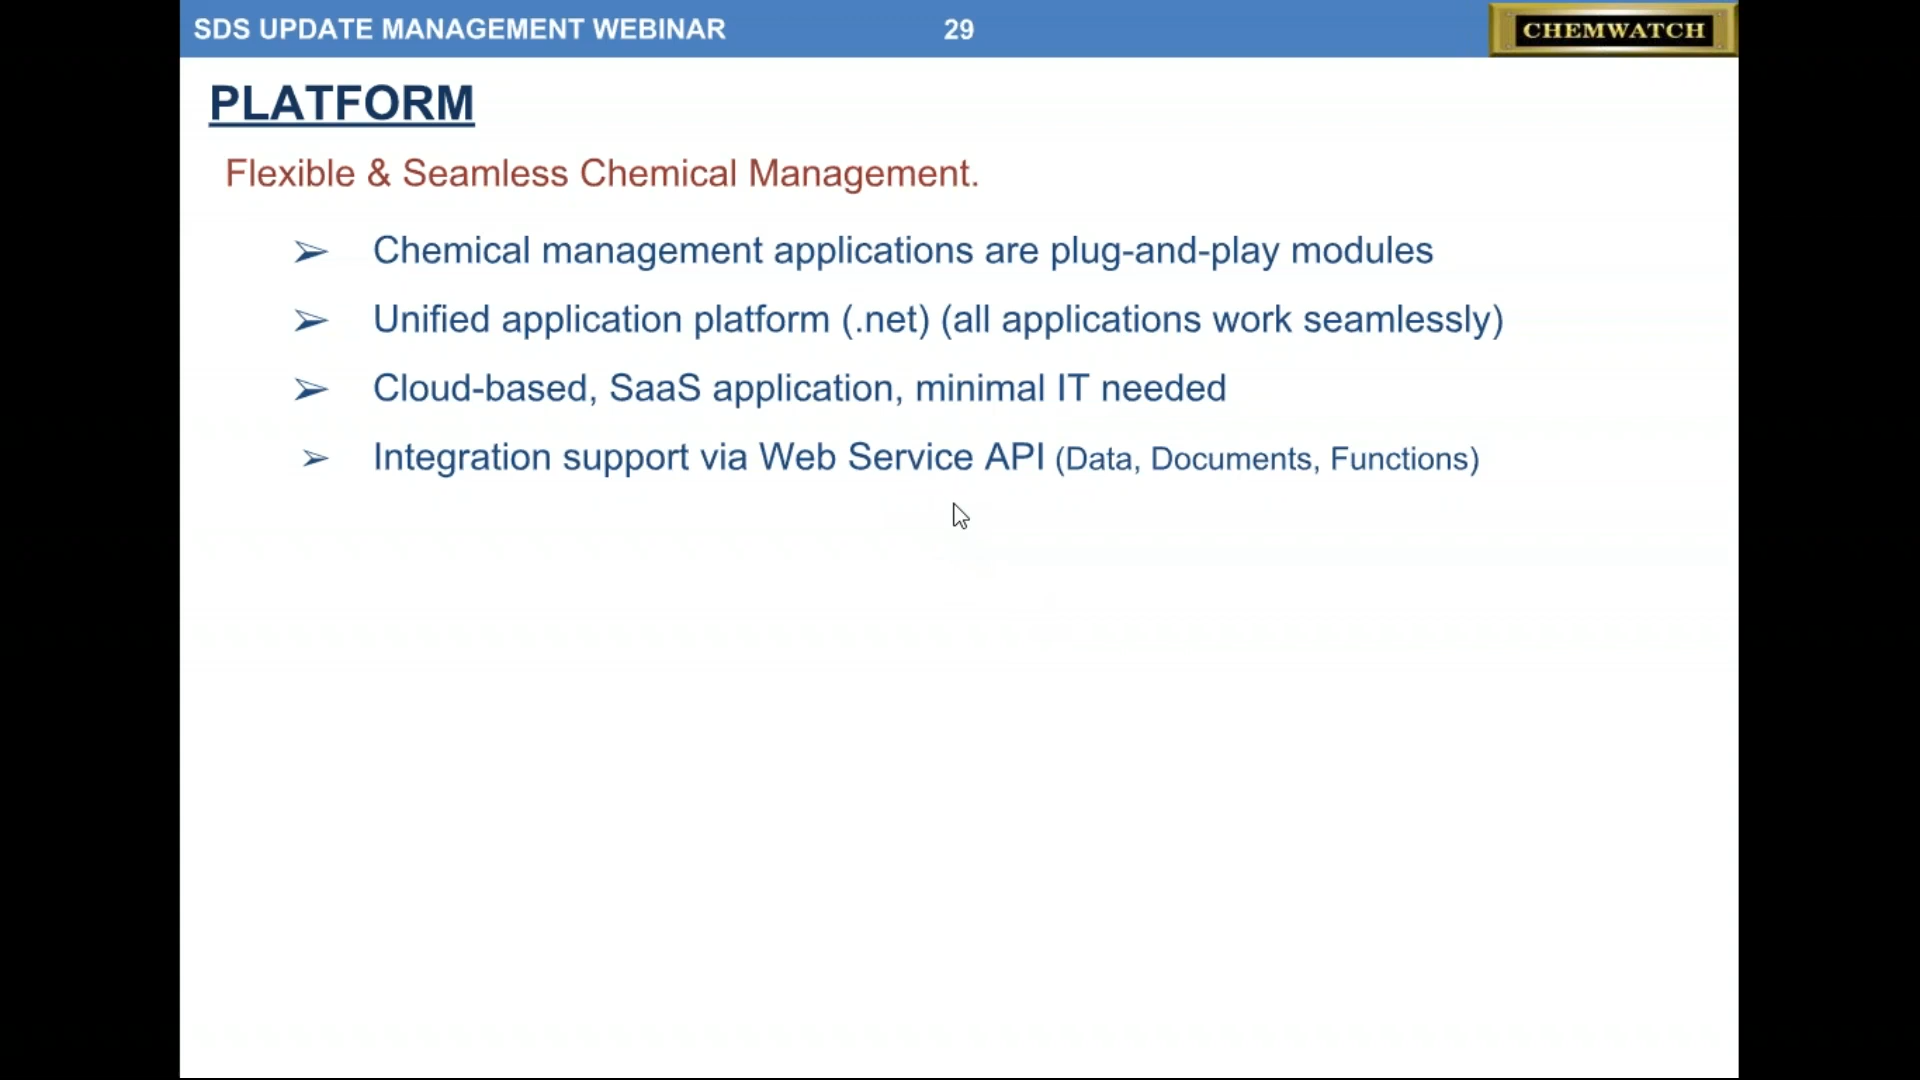 SDS UPDATE MANAGEMENT WEBINAR 29 CHEMWATCH
PLATFORM
Flexible & Seamless Chemical Management.
➢ Chemical management applications are plug-and-play modules
➢ Unified application platform (.net) (all applications work seamlessly)
➢ Cloud-based, SaaS application, minimal IT needed
➢ Integration support via Web Service API (Data, Documents, Functions)